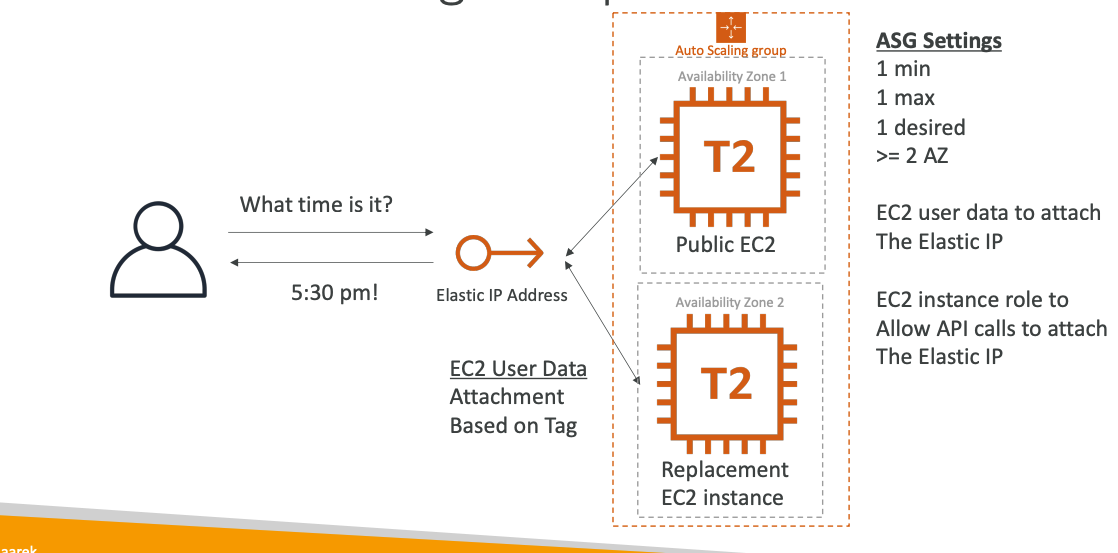 Auto Scaling group
Availability Zone 1
T2
Public EC2
What time is it?
5:30 pm!
Elastic IP Address
EC2 User Data
Attachment
Based on Tag
Availability Zone 2
T2
Replacement
EC2 instance
ASG Settings
1 min
1 max
1 desired
>= 2 AZ
EC2 user data to attach
The Elastic IP
EC2 instance role to
Allow API calls to attach
The Elastic IP